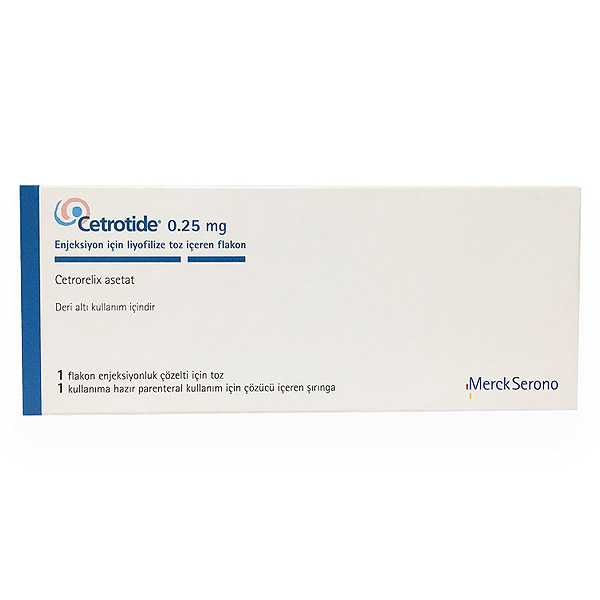 Cetrotide® 0.25 mg
Enjeksiyon için liyofilize toz içeren flakon
Cetrorelix asetat
Deri altı kullanım içindir
1 flakon enjeksiyonluk çözelti için toz
1 kullanıma hazır parenteral kullanım için çözücü içeren şırınga
Merck Serono